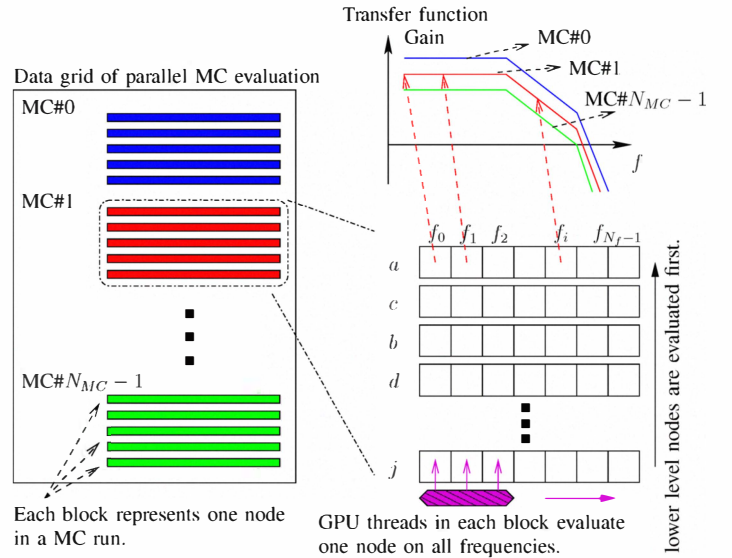 Transfer function
Gain
MC#0
MC#1
MC#N_{MC} − 1
f
Data grid of parallel MC evaluation
MC#0
MC#1
MC#N_{MC} − 1
Each block represents one node
in a MC run.
f_0 f_1 f_2 f_i f_{N_f−1}
a
c
b
d
j
GPU threads in each block evaluate
one node on all frequencies.
lower level nodes are evaluated first.